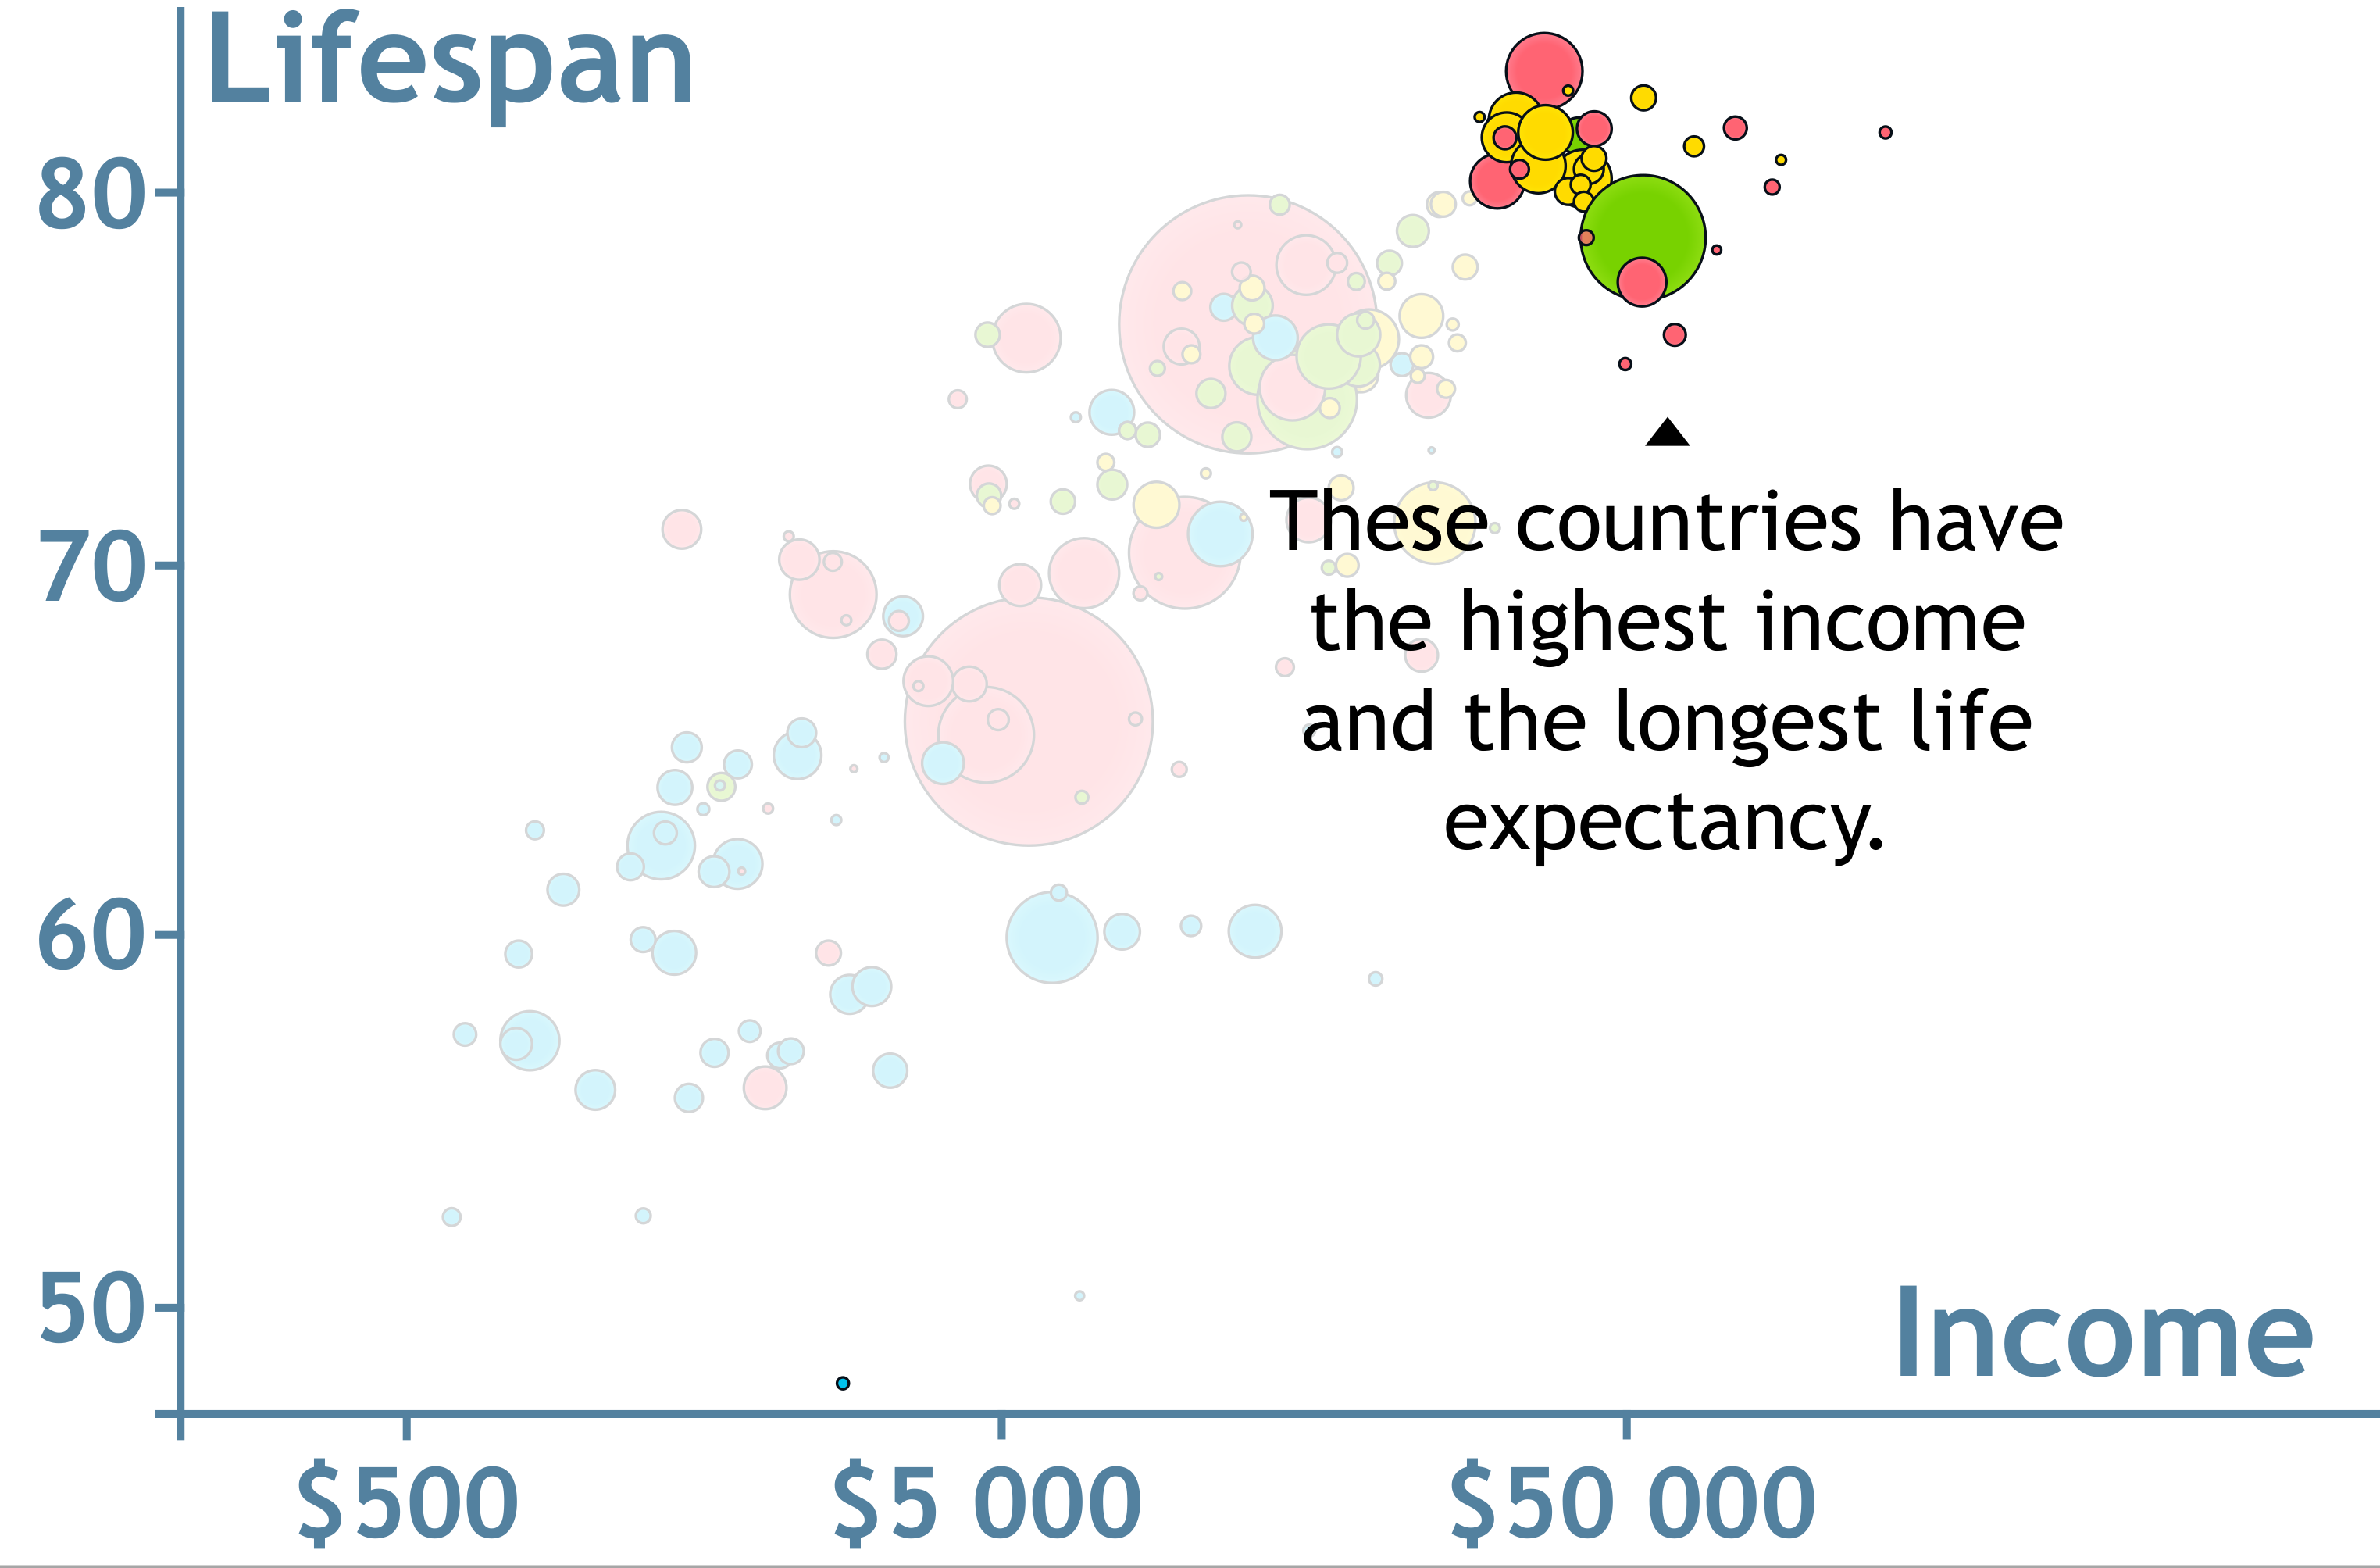 Lifespan
80
70
These countries have
the highest income
and the longest life
expectancy.
60
50
Income
$500 $5 000 $50 000